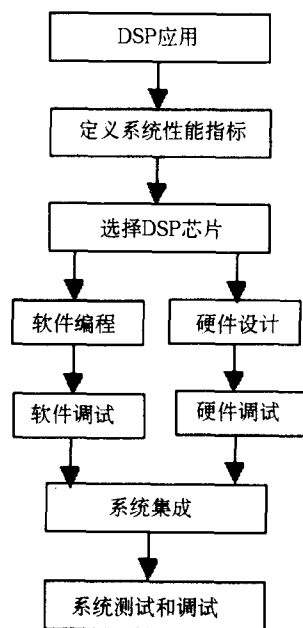 DSP应用
定义系统性能指标
选择DSP芯片
软件编程
硬件设计
软件调试
硬件调试
系统集成
系统测试和调试